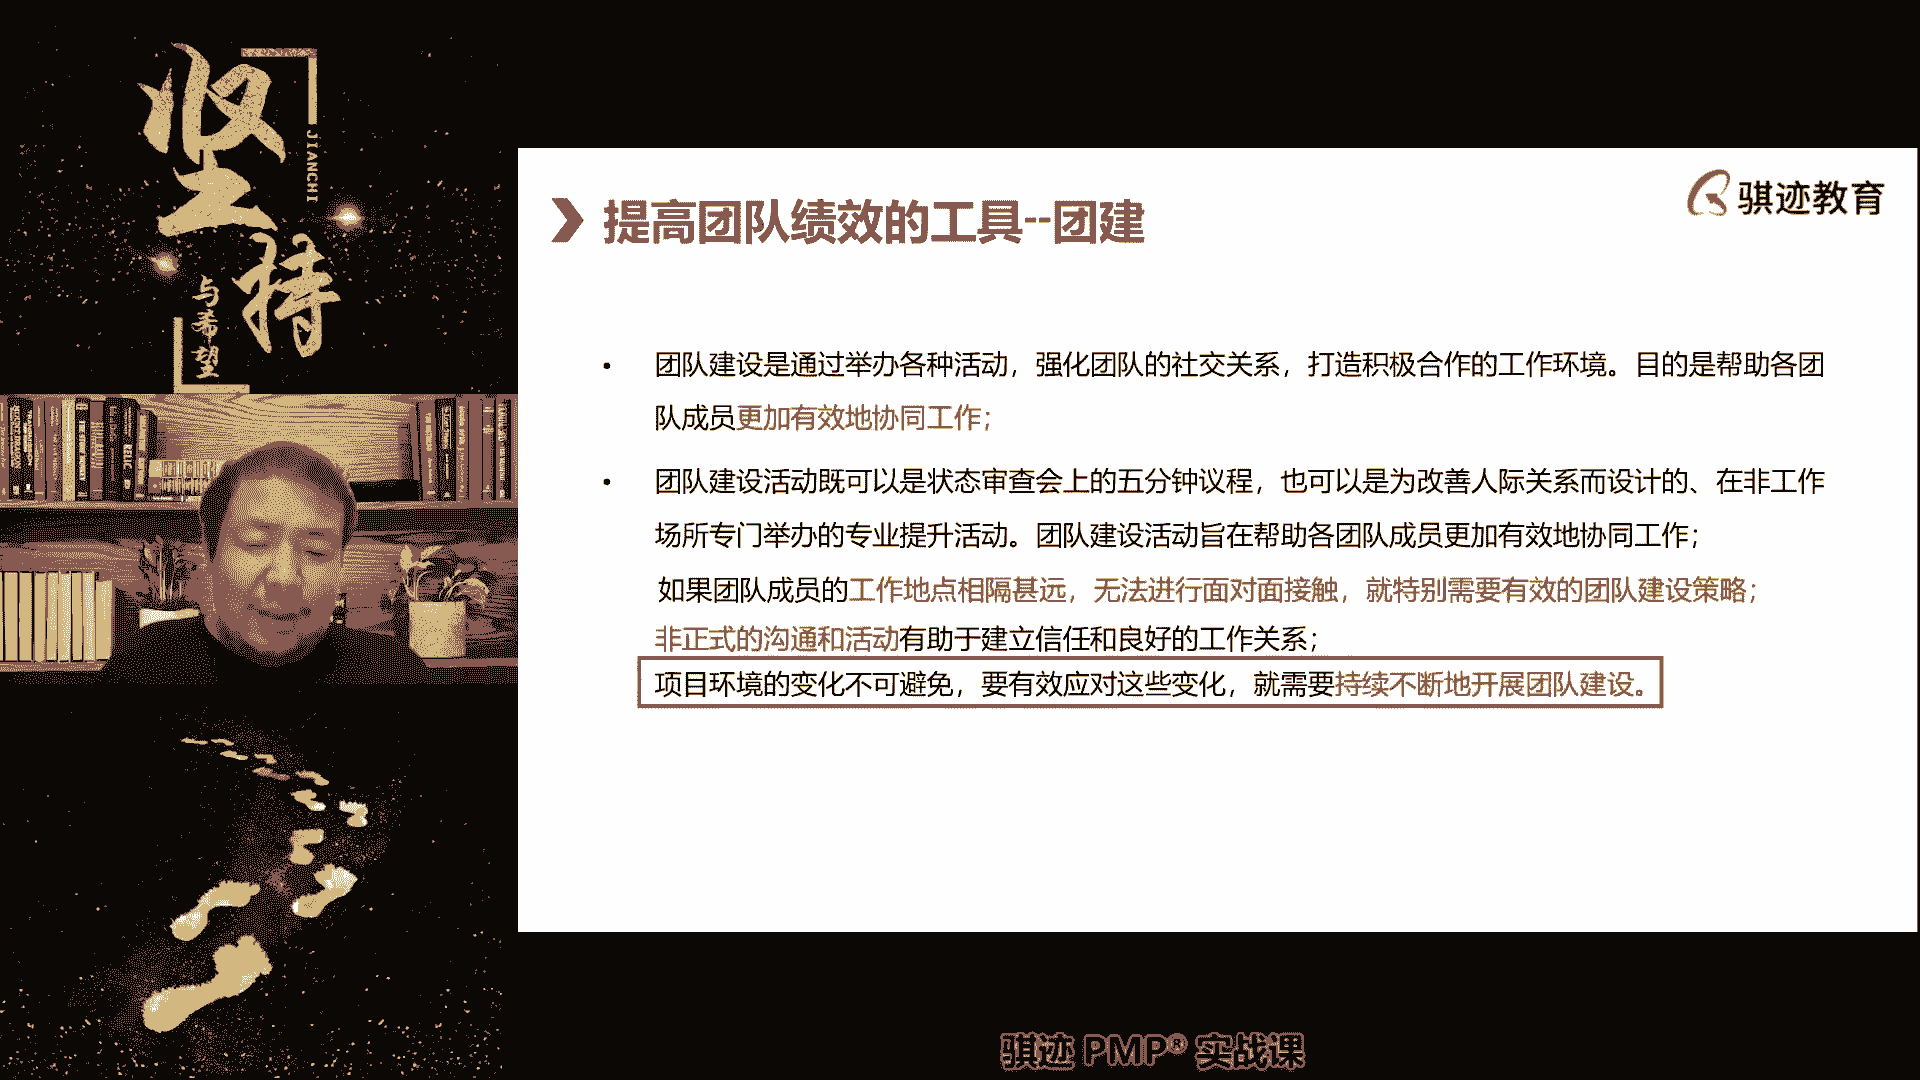 坚持
JIANCHI
与希望
骐迹教育
提高团队绩效的工具--团建
• 团队建设是通过举办各种活动，强化团队的社交关系，打造积极合作的工作环境。目的是帮助各团
队成员更加有效地协同工作；
• 团队建设活动既可以是状态审查会上的五分钟议程，也可以是为改善人际关系而设计的、在非工作
场所专门举办的专业提升活动。团队建设活动旨在帮助各团队成员更加有效地协同工作；
如果团队成员的工作地点相隔甚远，无法进行面对面接触，就特别需要有效的团队建设策略；
非正式的沟通和活动有助于建立信任和良好的工作关系；
项目环境的变化不可避免，要有效应对这些变化，就需要持续不断地开展团队建设。
骐迹 PMP® 实战课